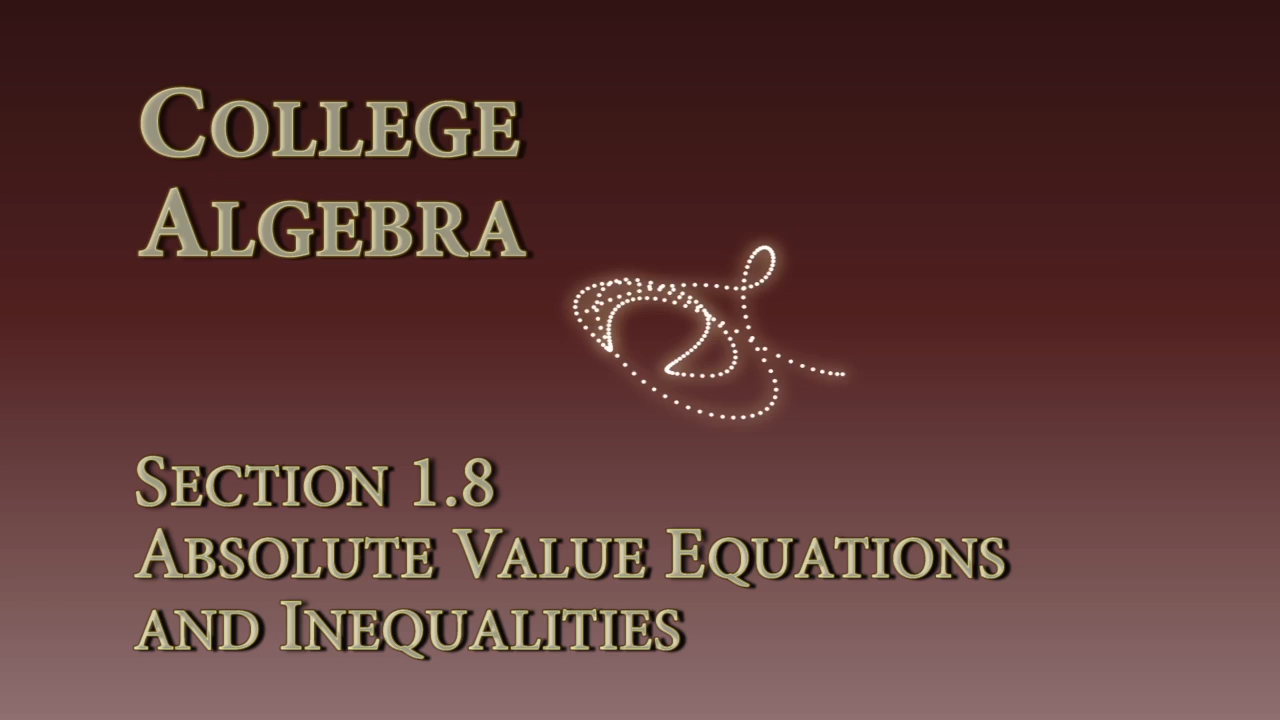 College
Algebra
Section 1.8
Absolute Value Equations
and Inequalities